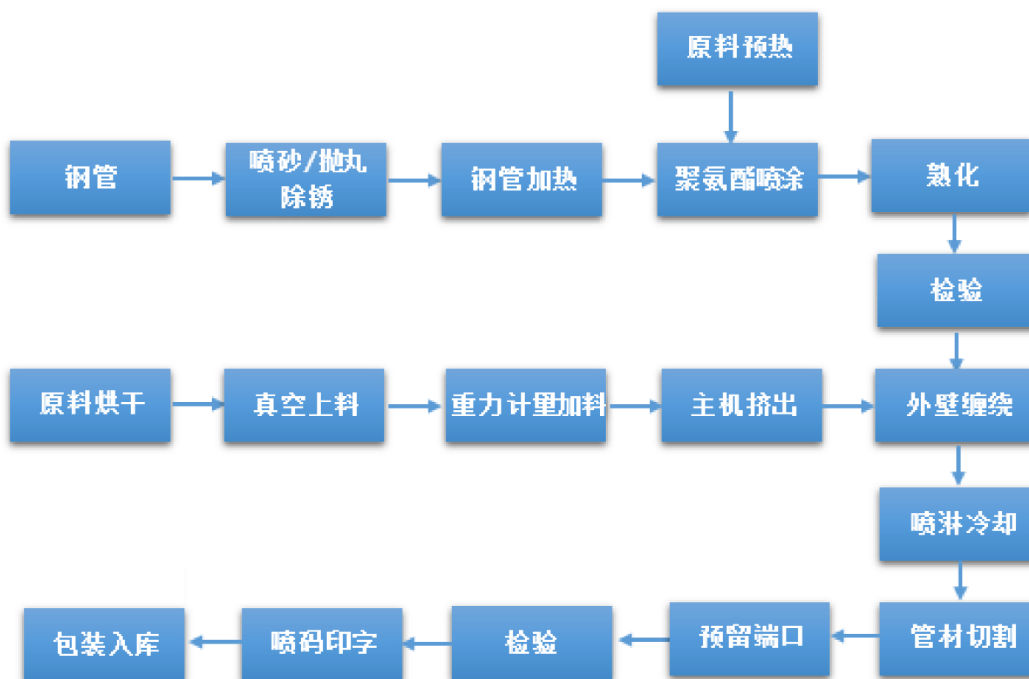 原料预热
钢管
喷砂/抛丸
除锈
钢管加热
聚氨酯喷涂
熟化
检验
原料烘干
真空上料
重力计量加料
主机挤出
外壁缠绕
喷淋冷却
包装入库
喷码印字
检验
预留端口
管材切割